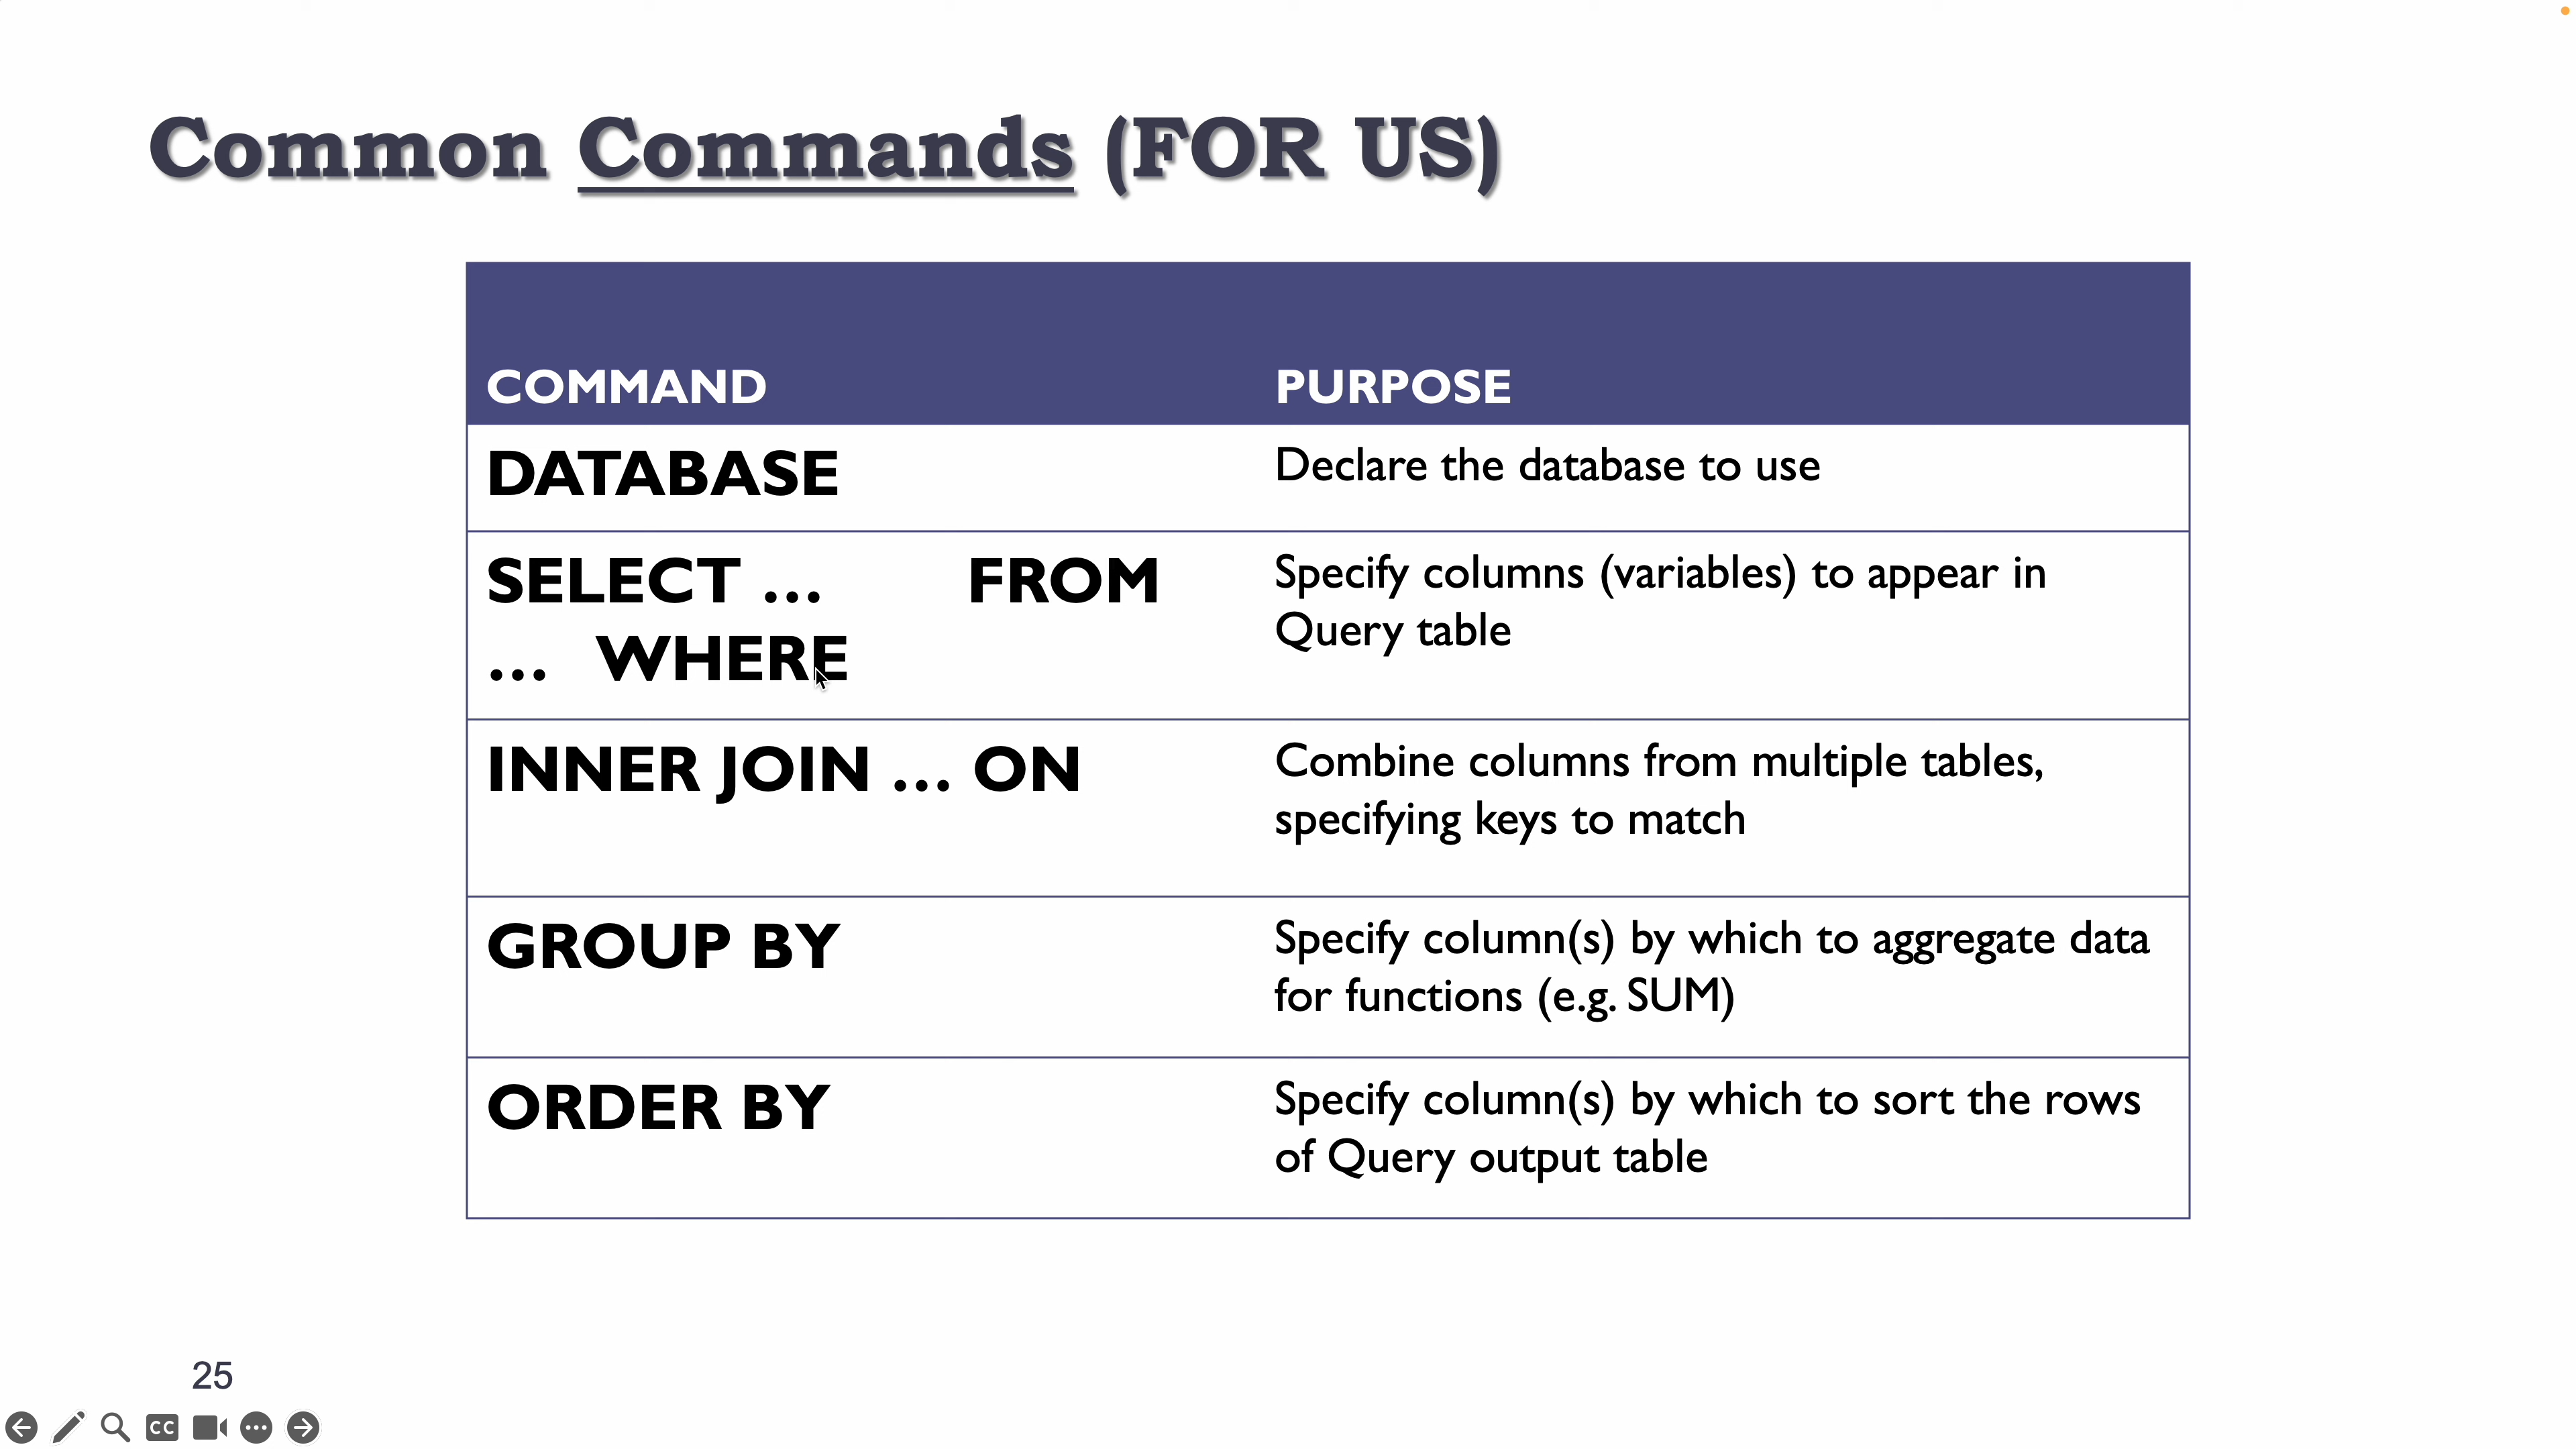 Common Commands (FOR US)
COMMAND PURPOSE
DATABASE Declare the database to use
SELECT … FROM Specify columns (variables) to appear in
… WHERE Query table
INNER JOIN … ON Combine columns from multiple tables,
specifying keys to match
GROUP BY Specify column(s) by which to aggregate data
for functions (e.g. SUM)
ORDER BY Specify column(s) by which to sort the rows
of Query output table
25
CC